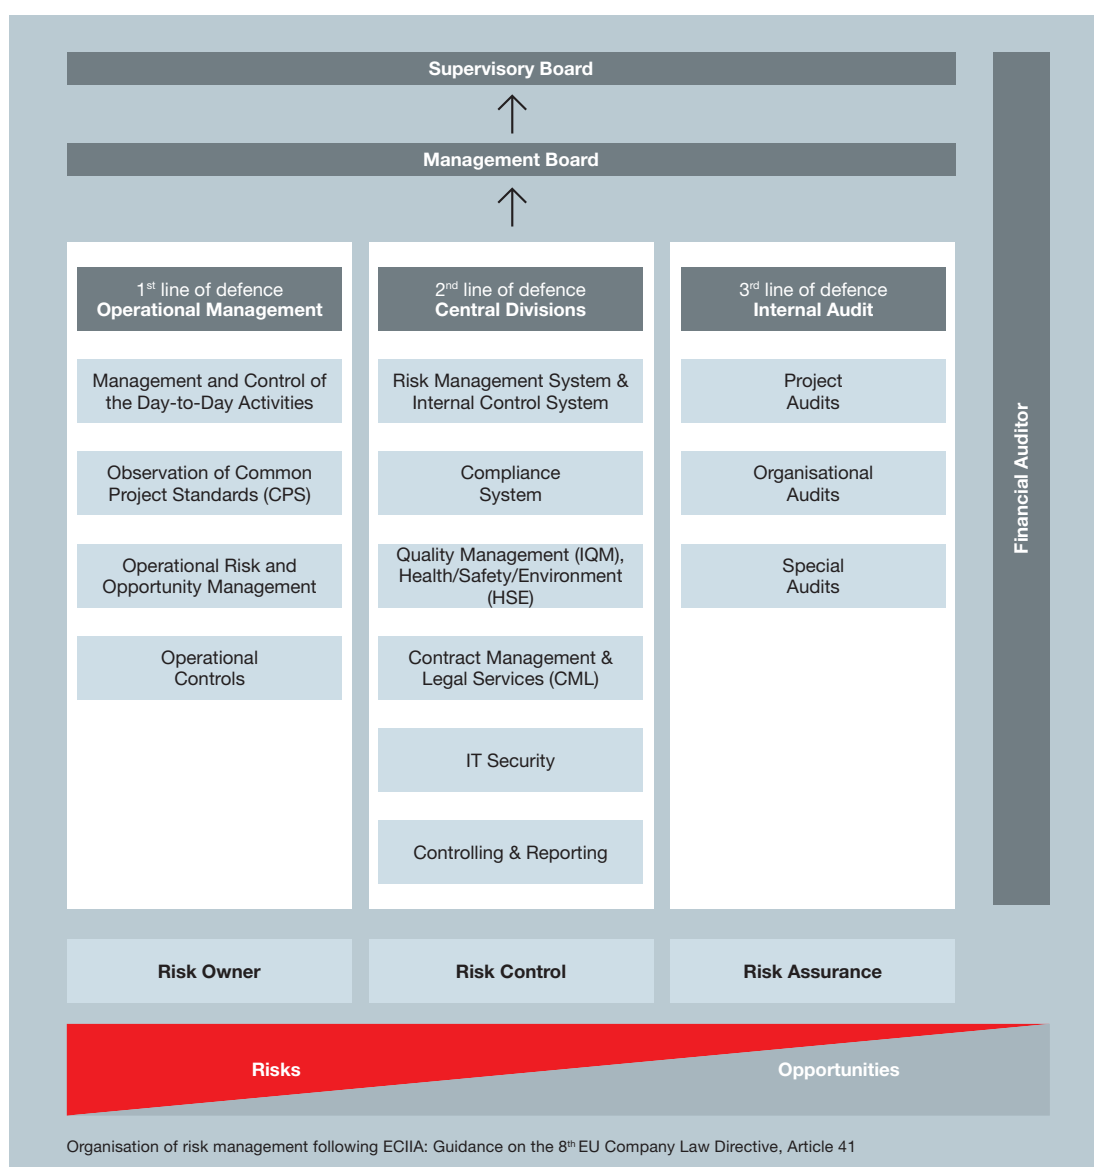 Supervisory Board
Management Board
1st line of defence
Operational Management
Management and Control of
the Day-to-Day Activities
Observation of Common
Project Standards (CPS)
Operational Risk and
Opportunity Management
Operational
Controls
2nd line of defence
Central Divisions
Risk Management System &
Internal Control System
Compliance
System
Quality Management (IQM),
Health/Safety/Environment
(HSE)
Contract Management &
Legal Services (CML)
IT Security
Controlling & Reporting
3rd line of defence
Internal Audit
Project
Audits
Organisational
Audits
Special
Audits
Financial Auditor
Risk Owner
Risk Control
Risk Assurance
Risks
Opportunities
Organisation of risk management following ECIIA: Guidance on the 8th EU Company Law Directive, Article 41